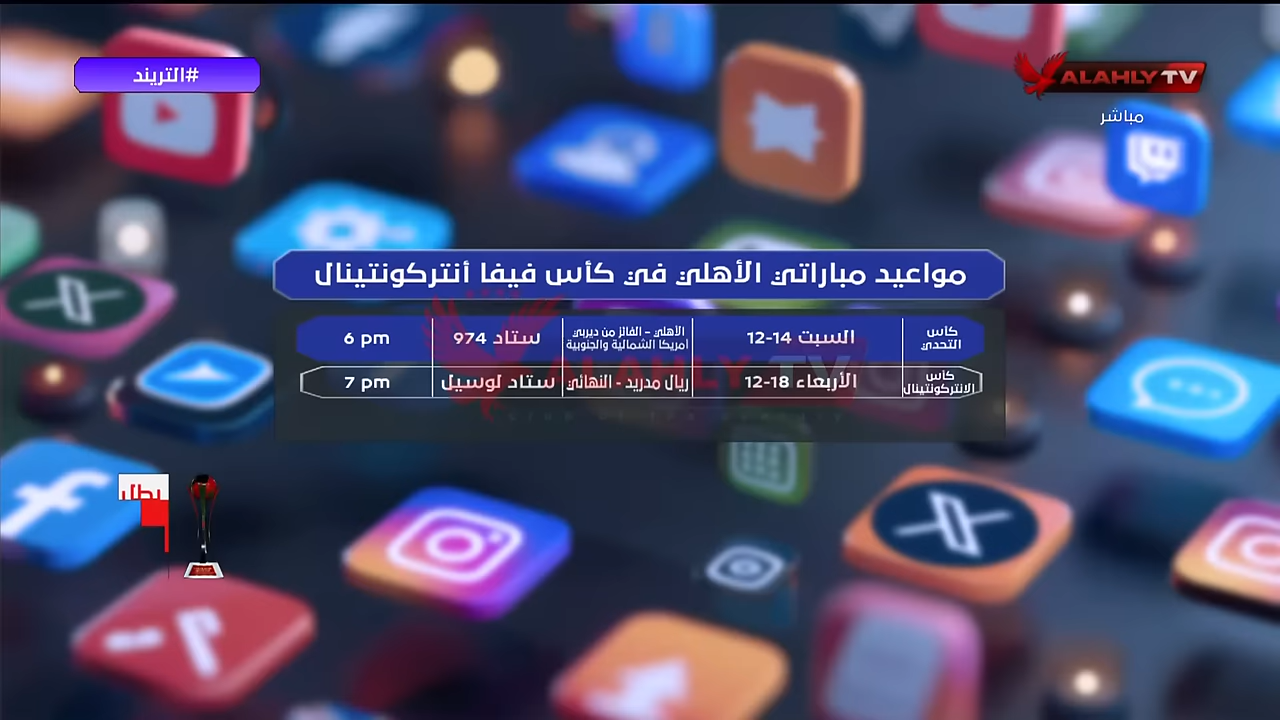 #التريند
ALAHLY TV
مباشر
مواعيد مباراتي الأهلي في كأس فيفا أنتركونتيننال
كأس التحدي
السبت 14-12
الأهلي - الفائز من ديربي
أمريكا الشمالية والجنوبية
ستاد 974
6 pm
كأس
الانتركونتيننال
الأربعاء 18-12
ريال مدريد - النهائي
ستاد لوسيل
7 pm
بطل